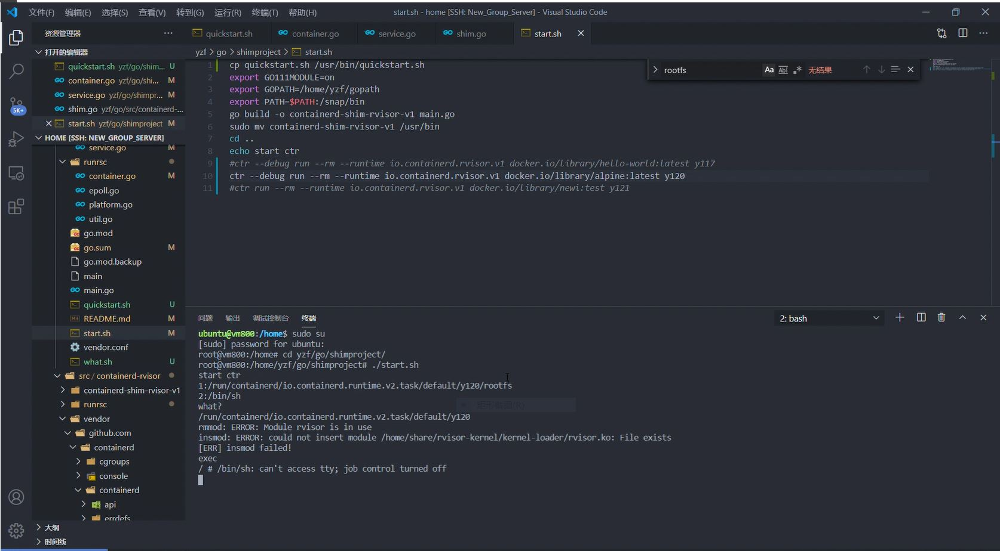 文件(F) 编辑(E) 选择(S) 查看(V) 转到(G) 运行(R) 终端(T) 帮助(H) start.sh - home [SSH: New_Group_Server] - Visual Studio Code
资源管理器 ···
quickstart.sh container.go service.go shim.go start.sh
打开的编辑器
quickstart.sh yzf/go/shim... U
container.go yzf/go/shi... M
service.go yzf/go/shimpr... M
shim.go yzf/go/src/containerd-...
start.sh yzf/go/shimproject M
5K+
HOME [SSH: NEW_GROUP_SERVER]
service.go M
runrsc
container.go M
epoll.go
platform.go
util.go
go.mod
go.sum M
go.mod.backup
main
main.go
quickstart.sh U
README.md M
start.sh M
vendor.conf
what.sh U
src / containerd-rvisor
containerd-shim-rvisor-v1
runrsc
vendor
github.com
containerd
cgroups
console
containerd
api
errdefs
大纲
时间线
yzf > go > shimproject > start.sh
rootfs Aa Abl .* 无结果
1 cp quickstart.sh /usr/bin/quickstart.sh
2 export GO111MODULE=on
3 export GOPATH=/home/yzf/gopath
4 export PATH=$PATH:/snap/bin
5 go build -o containerd-shim-rvisor-v1 main.go
6 sudo mv containerd-shim-rvisor-v1 /usr/bin
7 cd ..
8 echo start ctr
9 #ctr --debug run --rm --runtime io.containerd.rvisor.v1 docker.io/library/hello-world:latest y117
10 ctr --debug run --rm --runtime io.containerd.rvisor.v1 docker.io/library/alpine:latest y120
11 #ctr run --rm --runtime io.containerd.rvisor.v1 docker.io/library/newi:test y121
问题 输出 调试控制台 终端 2: bash
ubuntu@vm800:/home$ sudo su
[sudo] password for ubuntu:
root@vm800:/home# cd yzf/go/shimproject/
root@vm800:/home/yzf/go/shimproject# ./start.sh
start ctr
1:/run/containerd/io.containerd.runtime.v2.task/default/y120/rootfs
2:/bin/sh
what?
矩形截图(R)
/run/containerd/io.containerd.runtime.v2.task/default/y120
rmmod: ERROR: Module rvisor is in use
insmod: ERROR: could not insert module /home/share/rvisor-kernel/kernel-loader/rvisor.ko: File exists
[ERR] insmod failed!
exec
/ # /bin/sh: can't access tty; job control turned off